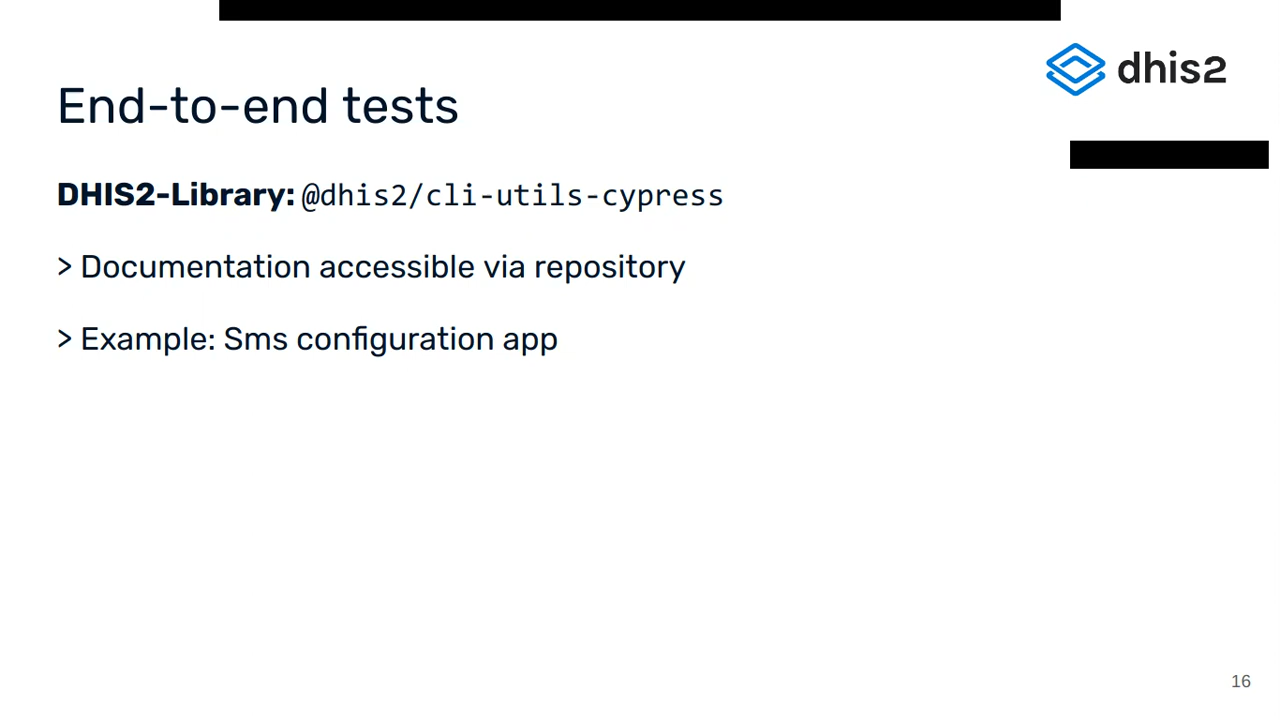 dhis2
End-to-end tests
DHIS2-Library: @dhis2/cli-utils-cypress
> Documentation accessible via repository
> Example: Sms configuration app
16